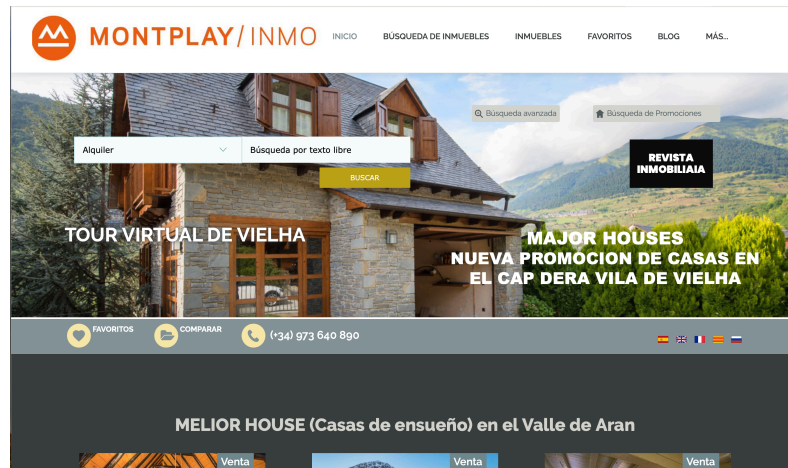 MONTPLAY/INMO
INICIO
BÚSQUEDA DE INMUEBLES
INMUEBLES
FAVORITOS
BLOG
MÁS...
Búsqueda avanzada
Búsqueda de Promociones
Alquiler
Búsqueda por texto libre
BUSCAR
REVISTA
INMOBILIAIA
TOUR VIRTUAL DE VIELHA
MAJOR HOUSES
NUEVA PROMOCION DE CASAS EN
EL CAP DERA VILA DE VIELHA
FAVORITOS
COMPARAR
(+34) 973 640 890
MELIOR HOUSE (Casas de ensueño) en el Valle de Aran
Venta
Venta
Venta